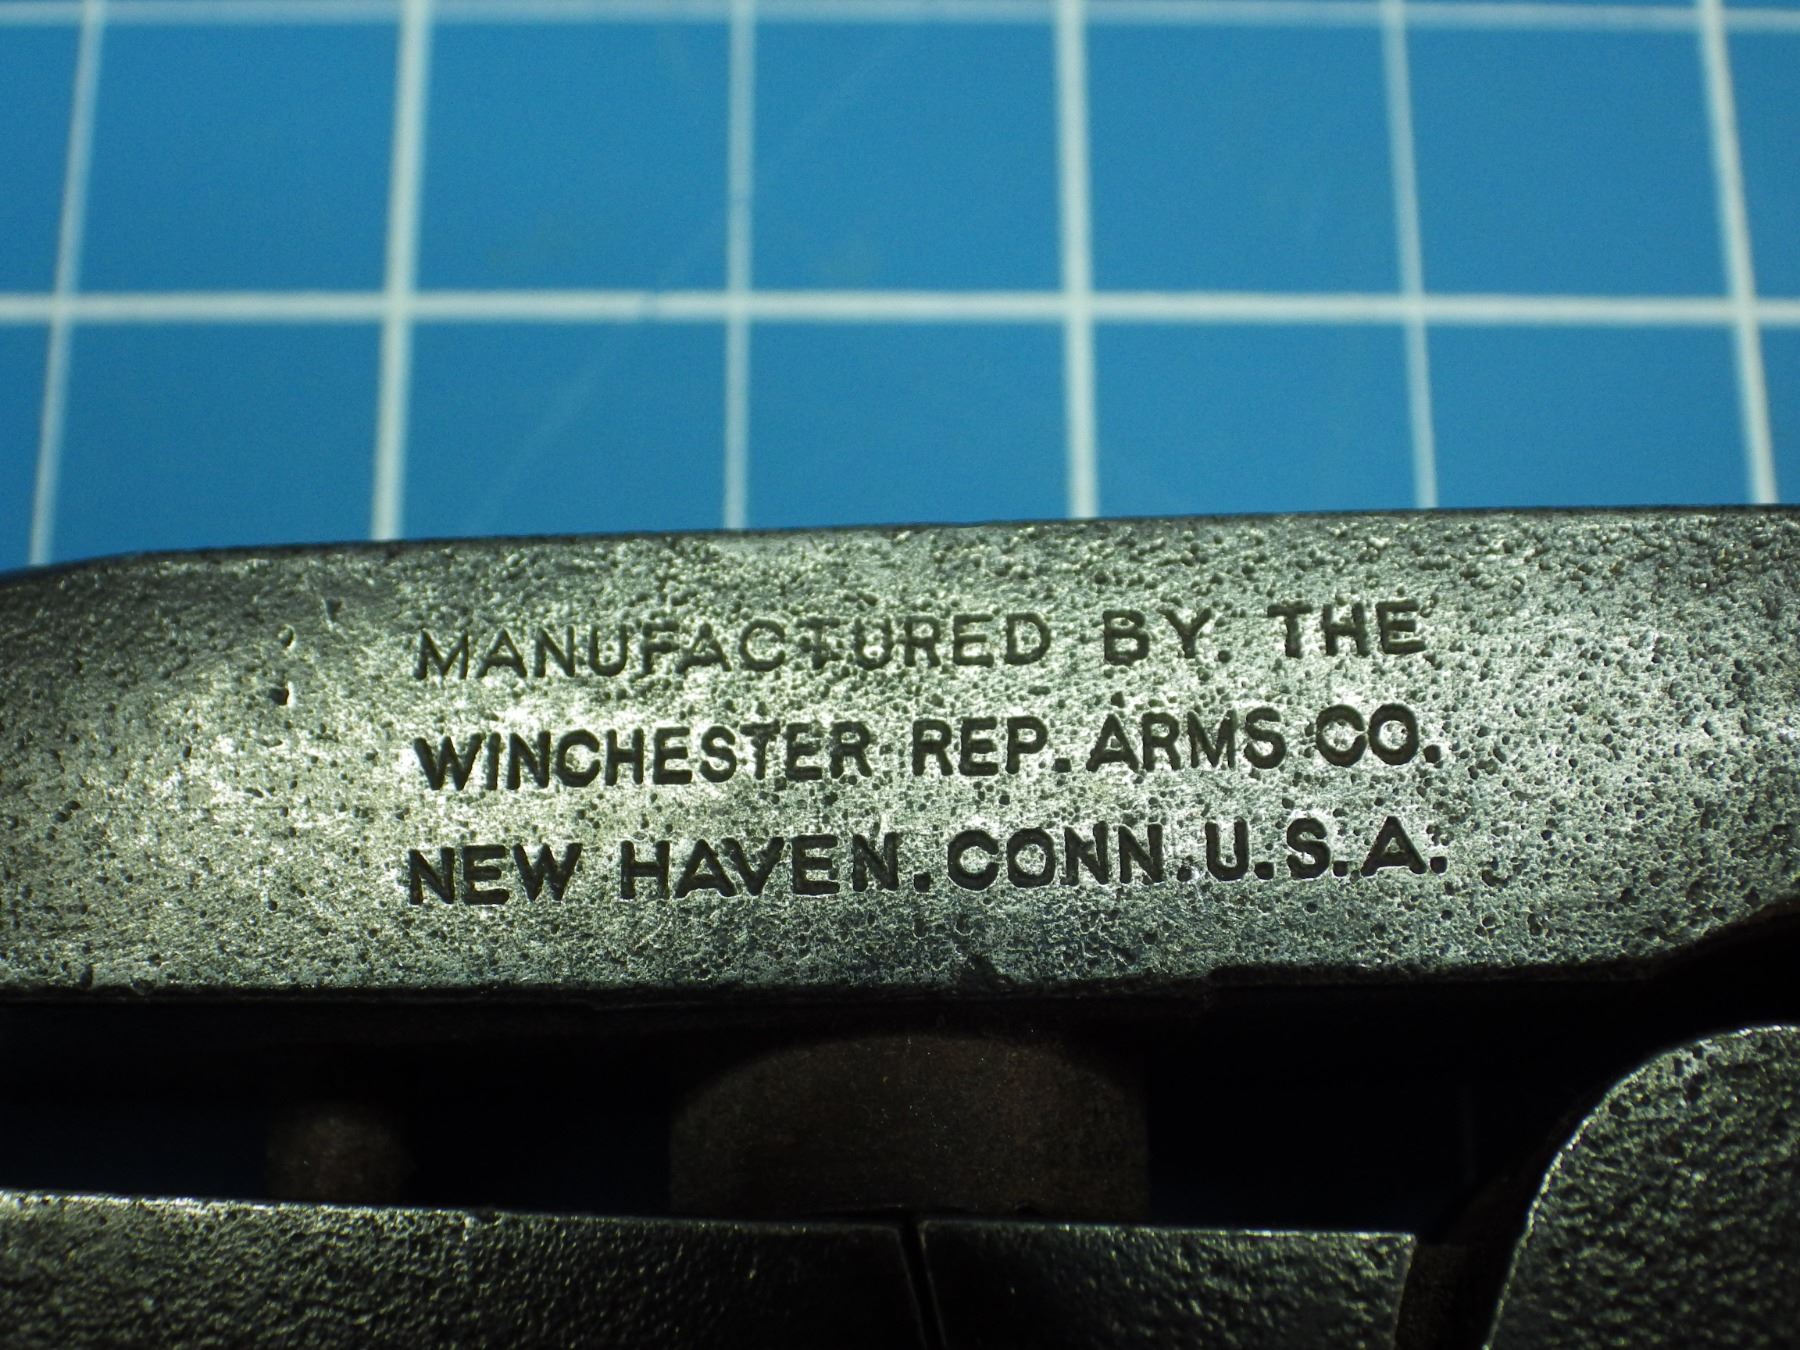 MANUFACTURED BY. THE
WINCHESTER REP. ARMS CO.
NEW HAVEN. CONN. U.S.A.